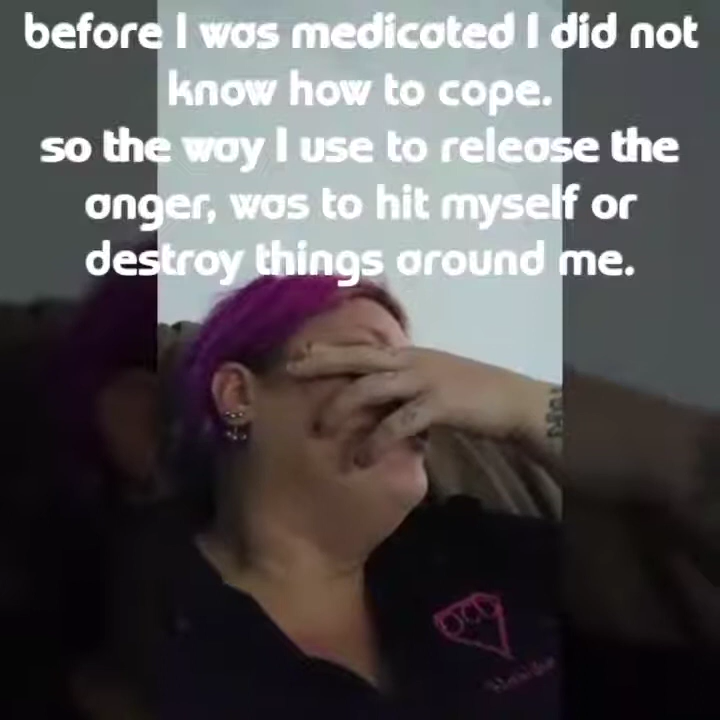 before I was medicated I did not
know how to cope.
so the way I use to release the
anger, was to hit myself or
destroy things around me.